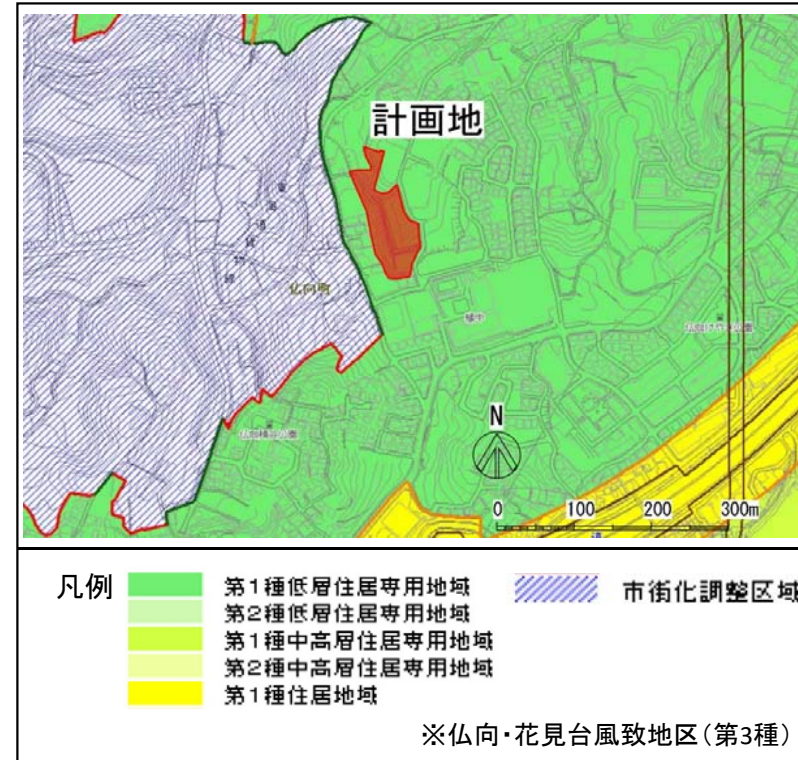 計画地
仏向町
橘中
N
0 100 200 300m
凡例
第1種低層住居専用地域
第2種低層住居専用地域
第1種中高層住居専用地域
第2種中高層住居専用地域
第1種住居地域
市街化調整区域
※仏向・花見台風致地区(第3種)